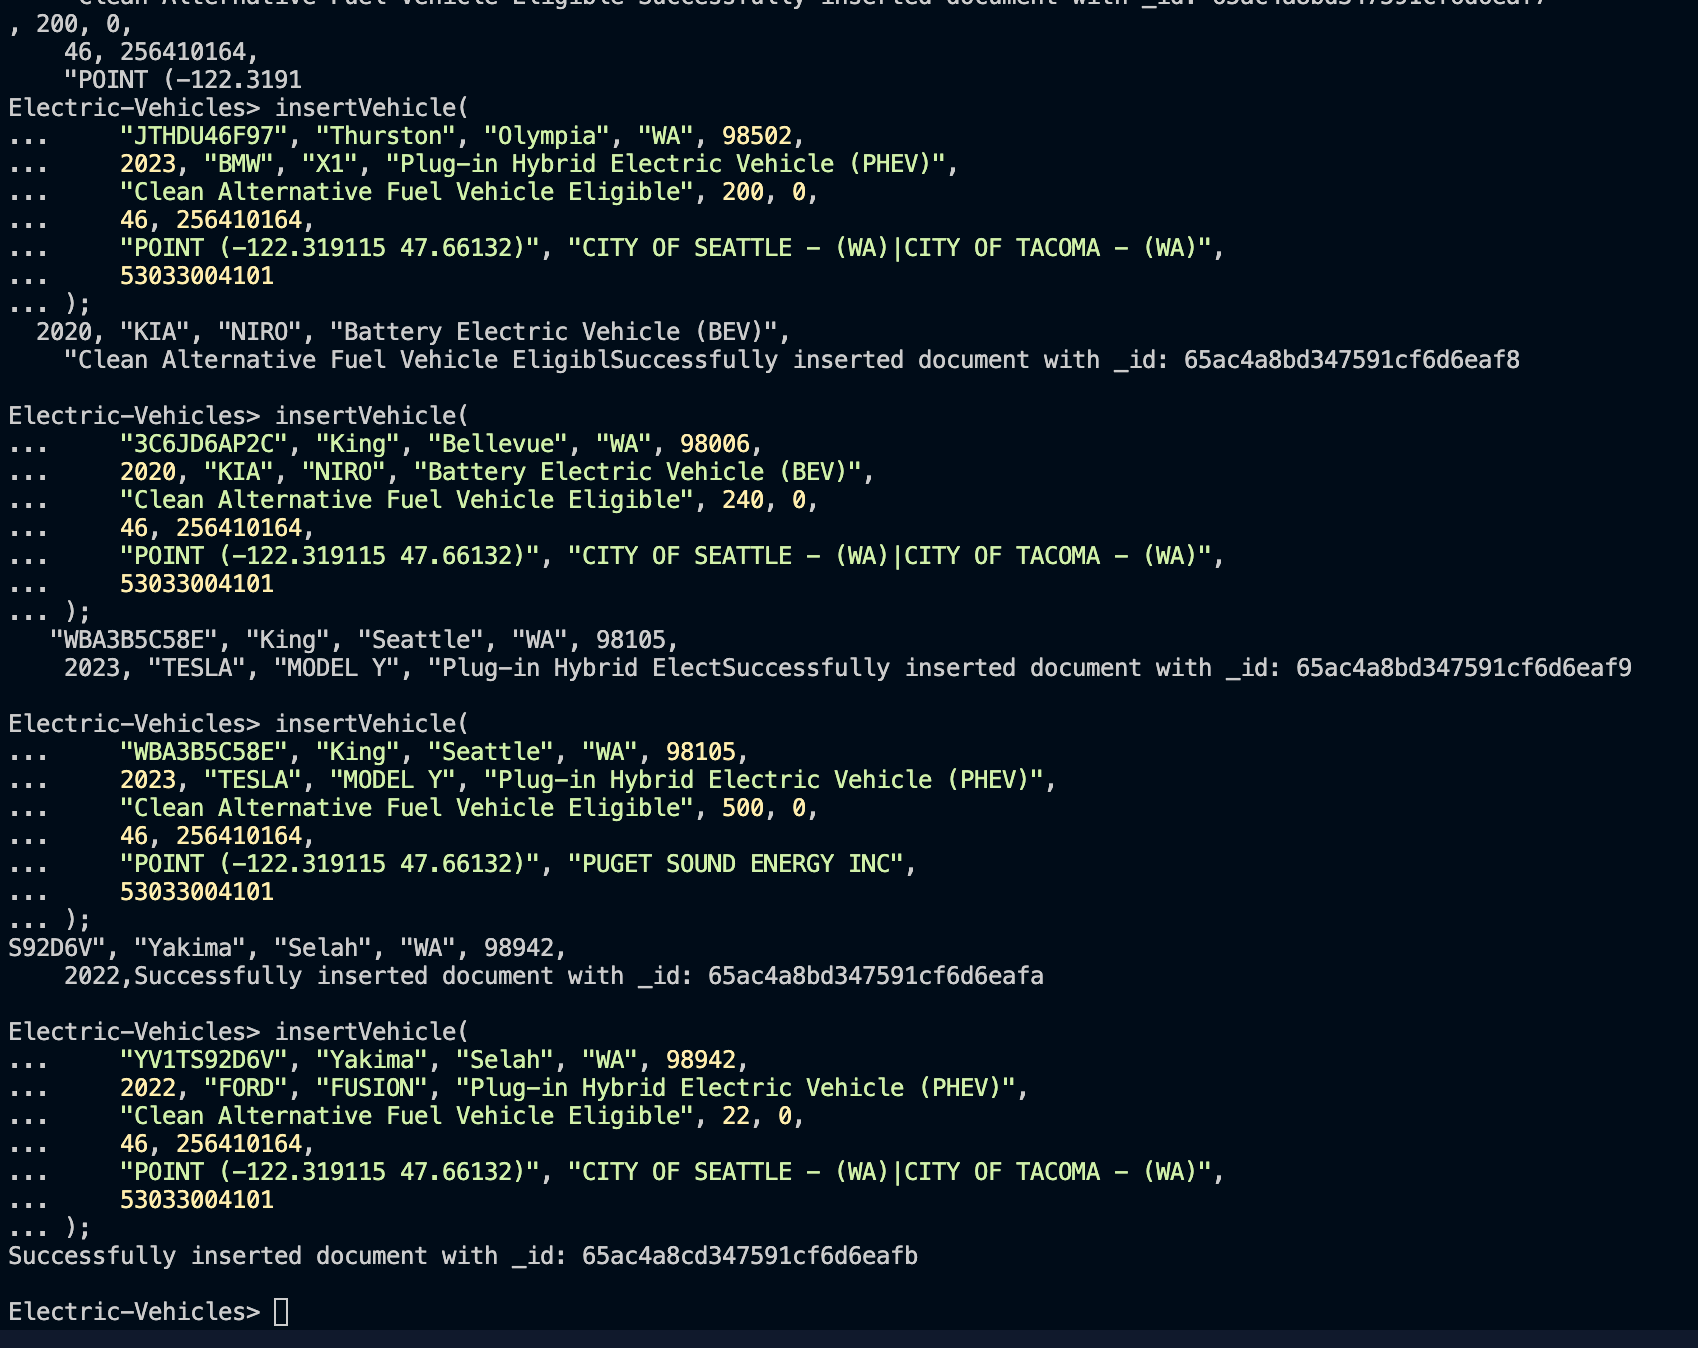 "Clean Alternative Fuel Vehicle Eligible Successfully inserted document with _id: 65ac4a8bd347591cf6d6eaf7
, 200, 0,
    46, 256410164,
    "POINT (-122.3191
Electric-Vehicles> insertVehicle(
...     "JTHDU46F97", "Thurston", "Olympia", "WA", 98502,
...     2023, "BMW", "X1", "Plug-in Hybrid Electric Vehicle (PHEV)",
...     "Clean Alternative Fuel Vehicle Eligible", 200, 0,
...     46, 256410164,
...     "POINT (-122.319115 47.66132)", "CITY OF SEATTLE - (WA)|CITY OF TACOMA - (WA)",
...     53033004101
... );
  2020, "KIA", "NIRO", "Battery Electric Vehicle (BEV)",
    "Clean Alternative Fuel Vehicle EligiblSuccessfully inserted document with _id: 65ac4a8bd347591cf6d6eaf8
Electric-Vehicles> insertVehicle(
...     "3C6JD6AP2C", "King", "Bellevue", "WA", 98006,
...     2020, "KIA", "NIRO", "Battery Electric Vehicle (BEV)",
...     "Clean Alternative Fuel Vehicle Eligible", 240, 0,
...     46, 256410164,
...     "POINT (-122.319115 47.66132)", "CITY OF SEATTLE - (WA)|CITY OF TACOMA - (WA)",
...     53033004101
... );
   "WBA3B5C58E", "King", "Seattle", "WA", 98105,
    2023, "TESLA", "MODEL Y", "Plug-in Hybrid ElectSuccessfully inserted document with _id: 65ac4a8bd347591cf6d6eaf9
Electric-Vehicles> insertVehicle(
...     "WBA3B5C58E", "King", "Seattle", "WA", 98105,
...     2023, "TESLA", "MODEL Y", "Plug-in Hybrid Electric Vehicle (PHEV)",
...     "Clean Alternative Fuel Vehicle Eligible", 500, 0,
...     46, 256410164,
...     "POINT (-122.319115 47.66132)", "PUGET SOUND ENERGY INC",
...     53033004101
... );
S92D6V", "Yakima", "Selah", "WA", 98942,
    2022,Successfully inserted document with _id: 65ac4a8bd347591cf6d6eafa
Electric-Vehicles> insertVehicle(
...     "YV1TS92D6V", "Yakima", "Selah", "WA", 98942,
...     2022, "FORD", "FUSION", "Plug-in Hybrid Electric Vehicle (PHEV)",
...     "Clean Alternative Fuel Vehicle Eligible", 22, 0,
...     46, 256410164,
...     "POINT (-122.319115 47.66132)", "CITY OF SEATTLE - (WA)|CITY OF TACOMA - (WA)",
...     53033004101
... );
Successfully inserted document with _id: 65ac4a8cd347591cf6d6eafb
Electric-Vehicles>